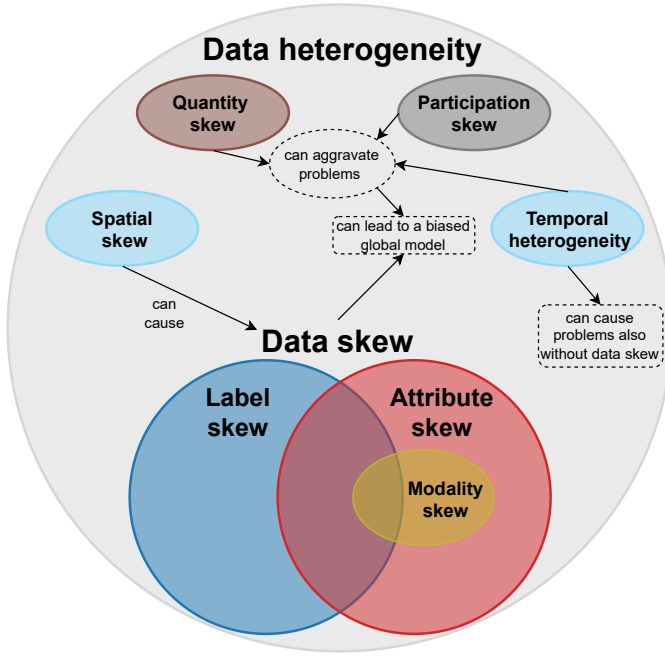 Data heterogeneity
Quantity
skew
Participation
skew
can aggravate
problems
Spatial
skew
can lead to a biased
global model
Temporal
heterogeneity
can
cause
can cause
problems also
without data skew
Data skew
Label
skew
Attribute
skew
Modality
skew